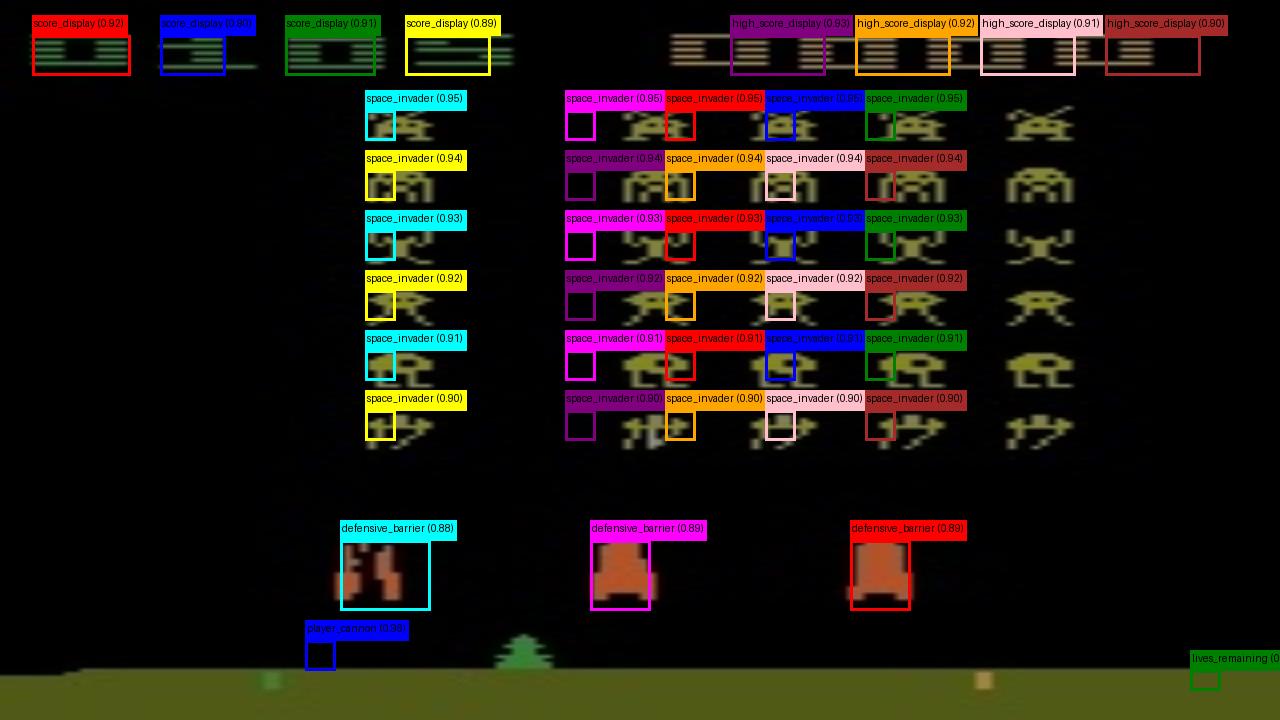 score_display (0.92) score_display (0.90) score_display (0.91) score_display (0.89) high_score_display (0.93) high_score_display (0.92) high_score_display (0.91) high_score_display (0.90)
space_invader (0.95) space_invader (0.95) space_invader (0.95) space_invader (0.95) space_invader (0.95)
space_invader (0.94) space_invader (0.94) space_invader (0.94) space_invader (0.94) space_invader (0.94)
space_invader (0.93) space_invader (0.93) space_invader (0.93) space_invader (0.93) space_invader (0.93)
space_invader (0.92) space_invader (0.92) space_invader (0.92) space_invader (0.92) space_invader (0.92)
space_invader (0.91) space_invader (0.91) space_invader (0.91) space_invader (0.91) space_invader (0.91)
space_invader (0.90) space_invader (0.90) space_invader (0.90) space_invader (0.90) space_invader (0.90)
defensive_barrier (0.88) defensive_barrier (0.89) defensive_barrier (0.89)
player_cannon (0.98)
lives_remaining (0